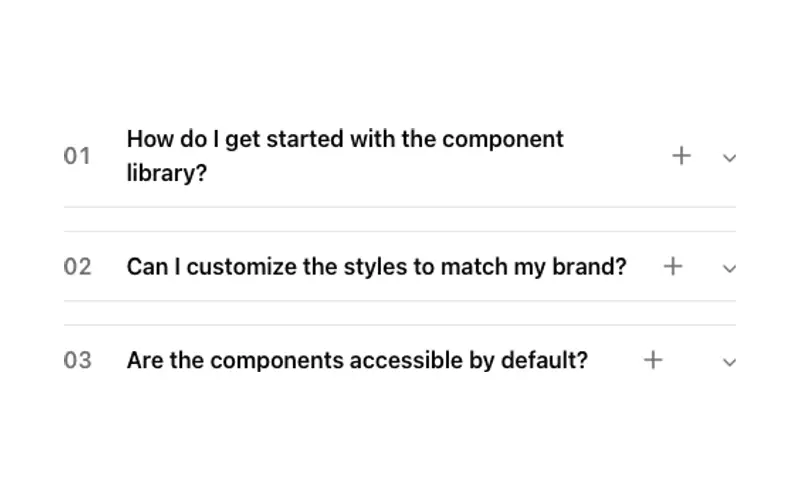 01
How do I get started with the component
library?
02
Can I customize the styles to match my brand?
03
Are the components accessible by default?